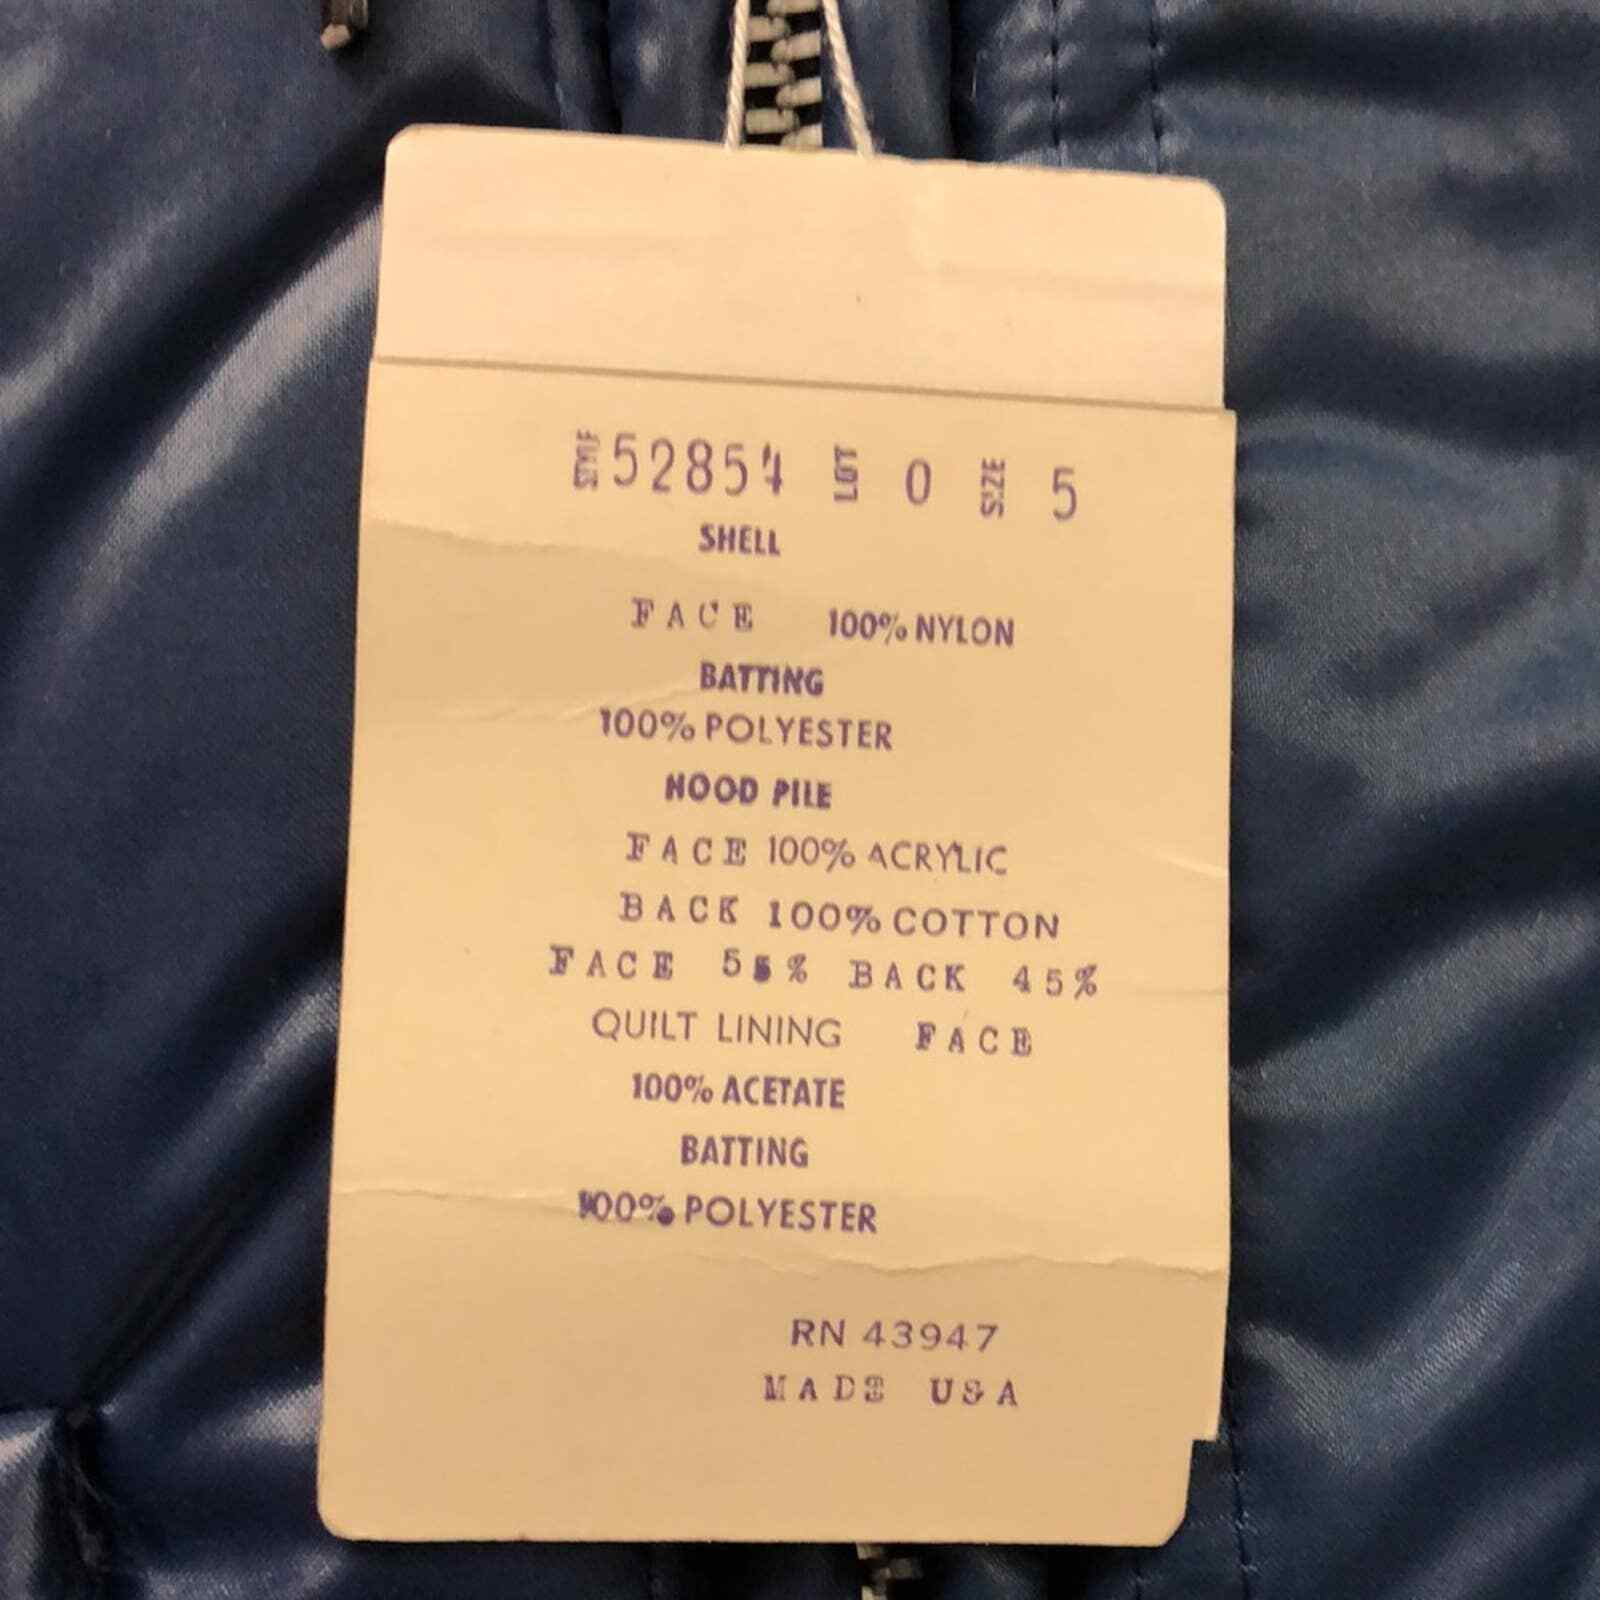 STYLE 52854 LOT 0 SIZE 5
SHELL
FACE 100% NYLON
BATTING
100% POLYESTER
HOOD PILE
FACE 100% ACRYLIC
BACK 100% COTTON
FACE 55% BACK 45%
QUILT LINING FACE
100% ACETATE
BATTING
100% POLYESTER
RN 43947
MADE USA